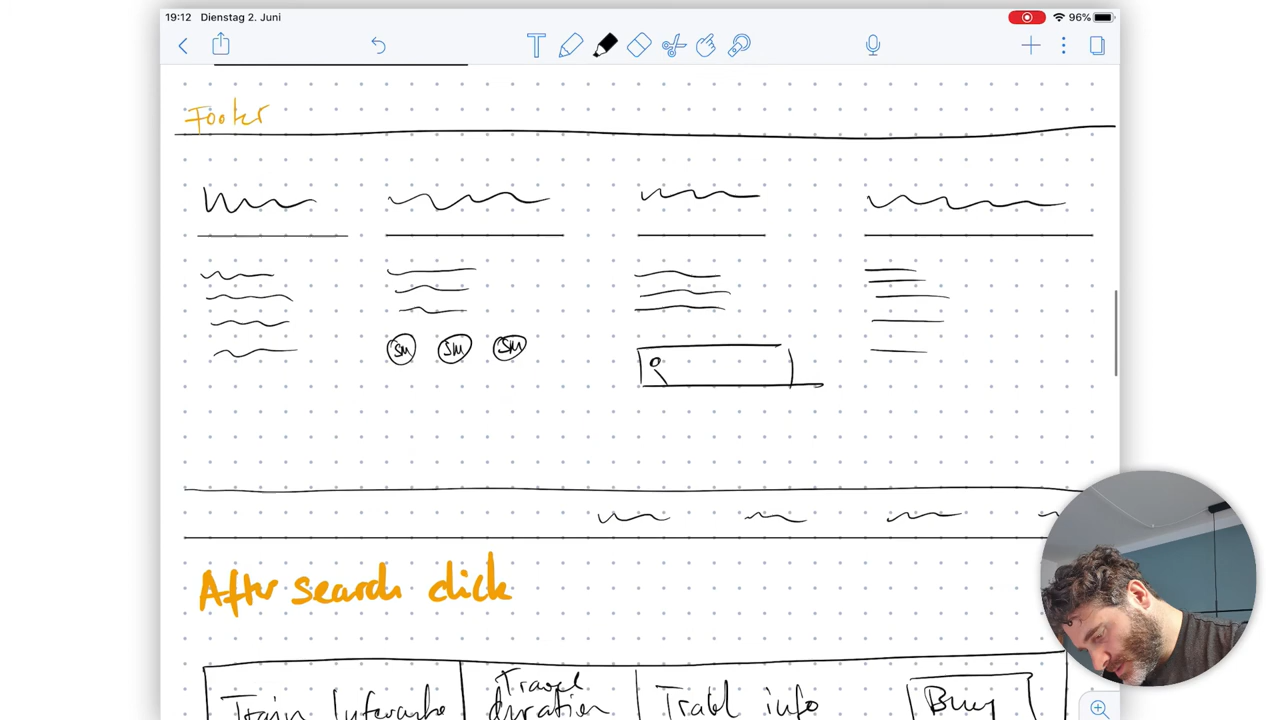 19:12 Dienstag 2. Juni 96%
T
Footer
SM SM SM
After search click
Train Travel duration Travel info Buy